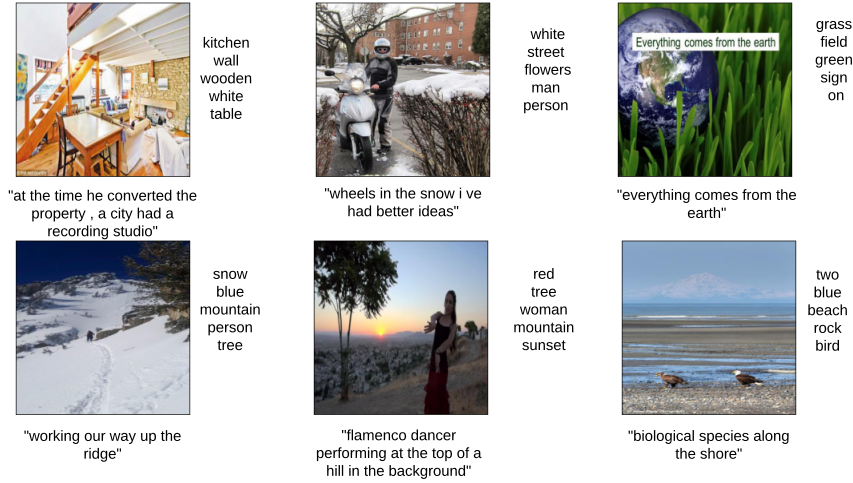 kitchen
wall
wooden
white
table
"at the time he converted the
property , a city had a
recording studio"
white
street
flowers
man
person
"wheels in the snow i ve
had better ideas"
Everything comes from the earth
grass
field
green
sign
on
"everything comes from the
earth"
snow
blue
mountain
person
tree
"working our way up the
ridge"
red
tree
woman
mountain
sunset
"flamenco dancer
performing at the top of a
hill in the background"
two
blue
beach
rock
bird
"biological species along
the shore"